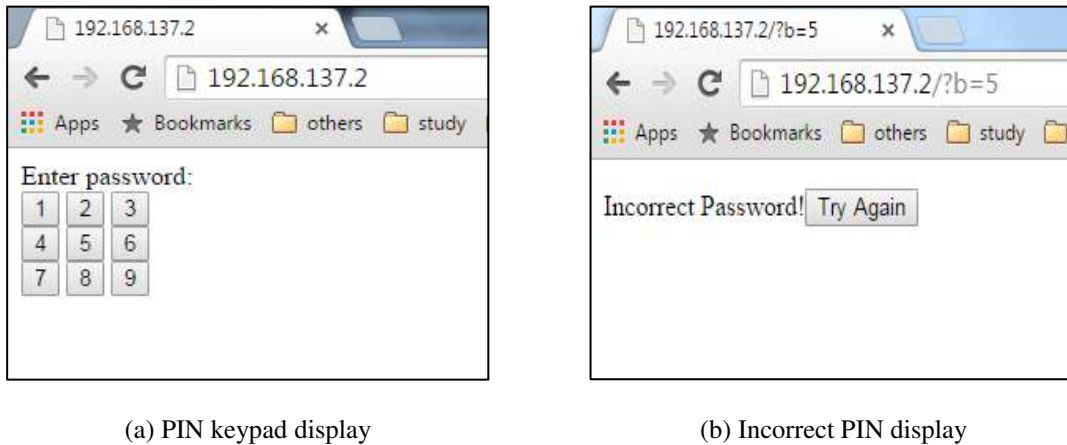 192.168.137.2
192.168.137.2
Apps Bookmarks others study
Enter password:
1 2 3
4 5 6
7 8 9
(a) PIN keypad display
192.168.137.2/?b=5
192.168.137.2/?b=5
Apps Bookmarks others study
Incorrect Password! Try Again
(b) Incorrect PIN display